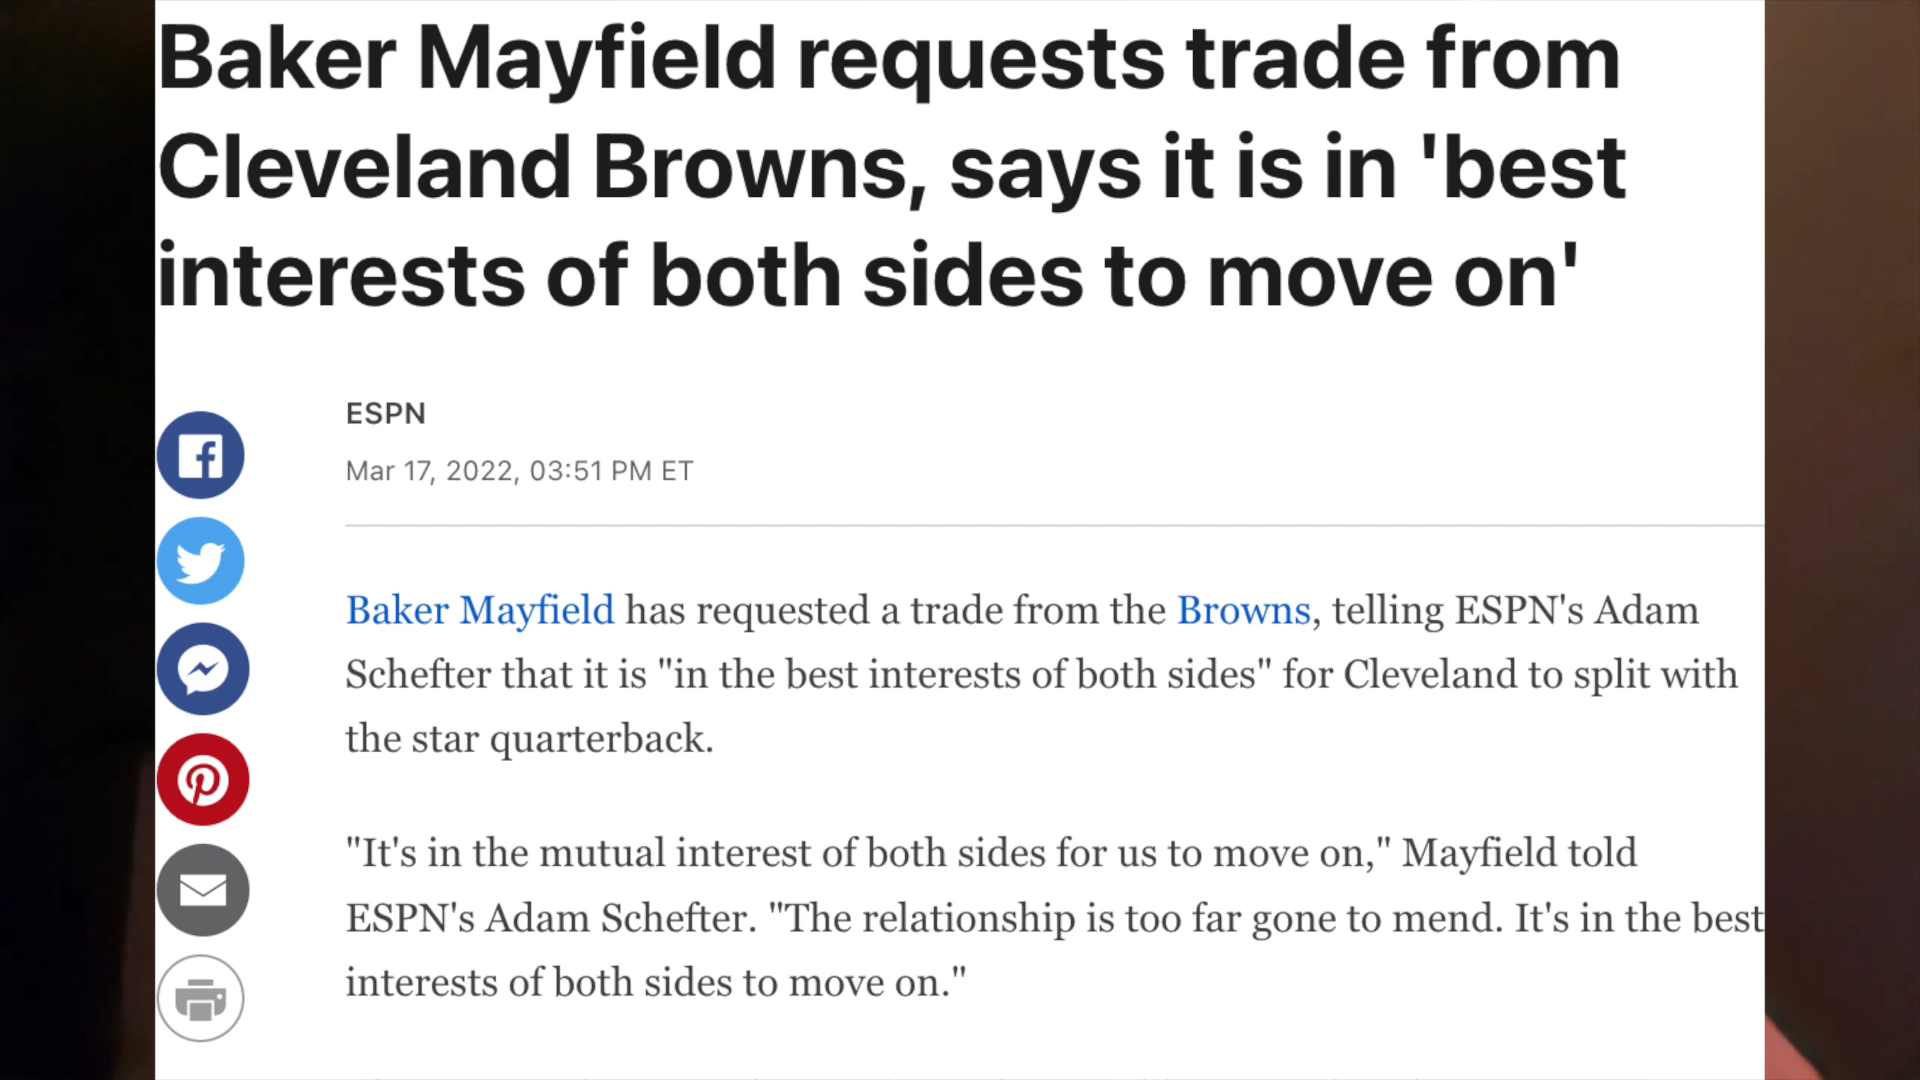 Baker Mayfield requests trade from
Cleveland Browns, says it is in 'best
interests of both sides to move on'
ESPN
Mar 17, 2022, 03:51 PM ET
Baker Mayfield has requested a trade from the Browns, telling ESPN's Adam
Schefter that it is "in the best interests of both sides" for Cleveland to split with
the star quarterback.
"It's in the mutual interest of both sides for us to move on," Mayfield told
ESPN's Adam Schefter. "The relationship is too far gone to mend. It's in the best
interests of both sides to move on."